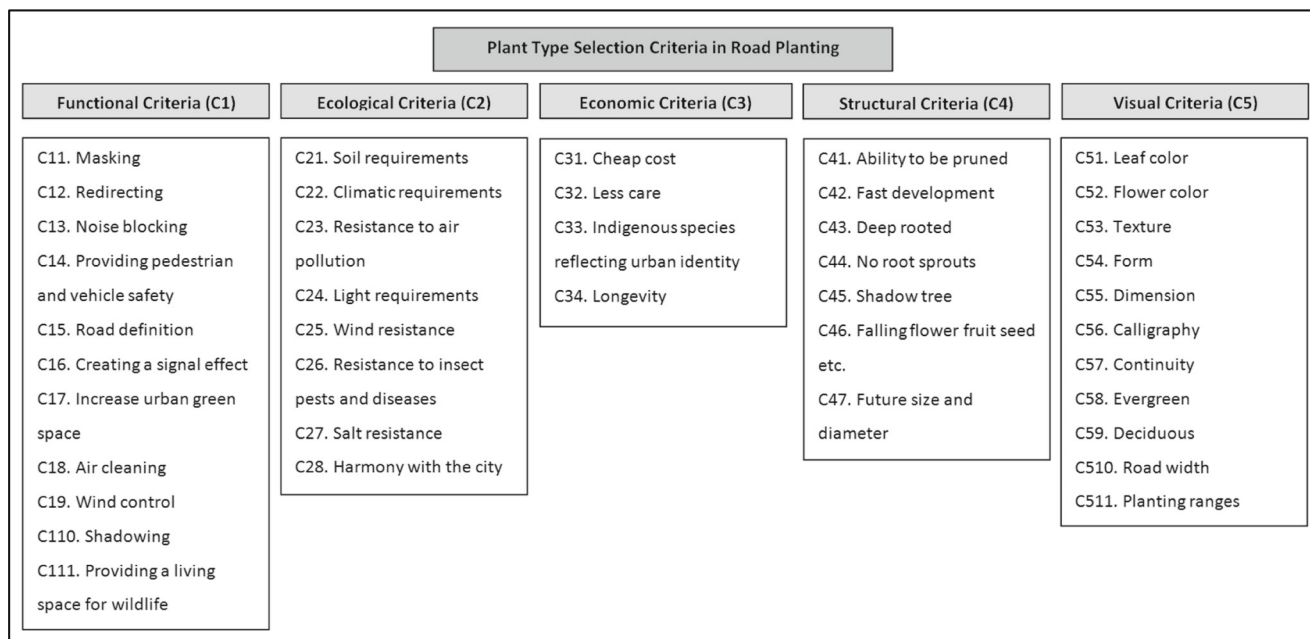 Plant Type Selection Criteria in Road Planting
Functional Criteria (C1)
C11. Masking
C12. Redirecting
C13. Noise blocking
C14. Providing pedestrian
and vehicle safety
C15. Road definition
C16. Creating a signal effect
C17. Increase urban green
space
C18. Air cleaning
C19. Wind control
C110. Shadowing
C111. Providing a living
space for wildlife
Ecological Criteria (C2)
C21. Soil requirements
C22. Climatic requirements
C23. Resistance to air
pollution
C24. Light requirements
C25. Wind resistance
C26. Resistance to insect
pests and diseases
C27. Salt resistance
C28. Harmony with the city
Economic Criteria (C3)
C31. Cheap cost
C32. Less care
C33. Indigenous species
reflecting urban identity
C34. Longevity
Structural Criteria (C4)
C41. Ability to be pruned
C42. Fast development
C43. Deep rooted
C44. No root sprouts
C45. Shadow tree
C46. Falling flower fruit seed
etc.
C47. Future size and
diameter
Visual Criteria (C5)
C51. Leaf color
C52. Flower color
C53. Texture
C54. Form
C55. Dimension
C56. Calligraphy
C57. Continuity
C58. Evergreen
C59. Deciduous
C510. Road width
C511. Planting ranges